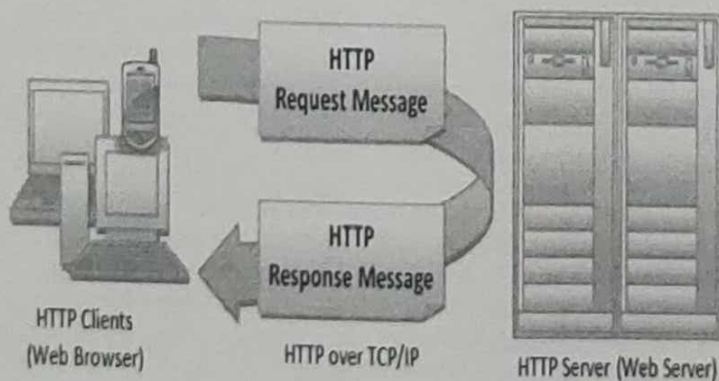 HTTP
Request Message
HTTP
Response Message
HTTP Clients
(Web Browser)
HTTP over TCP/IP
HTTP Server (Web Server)